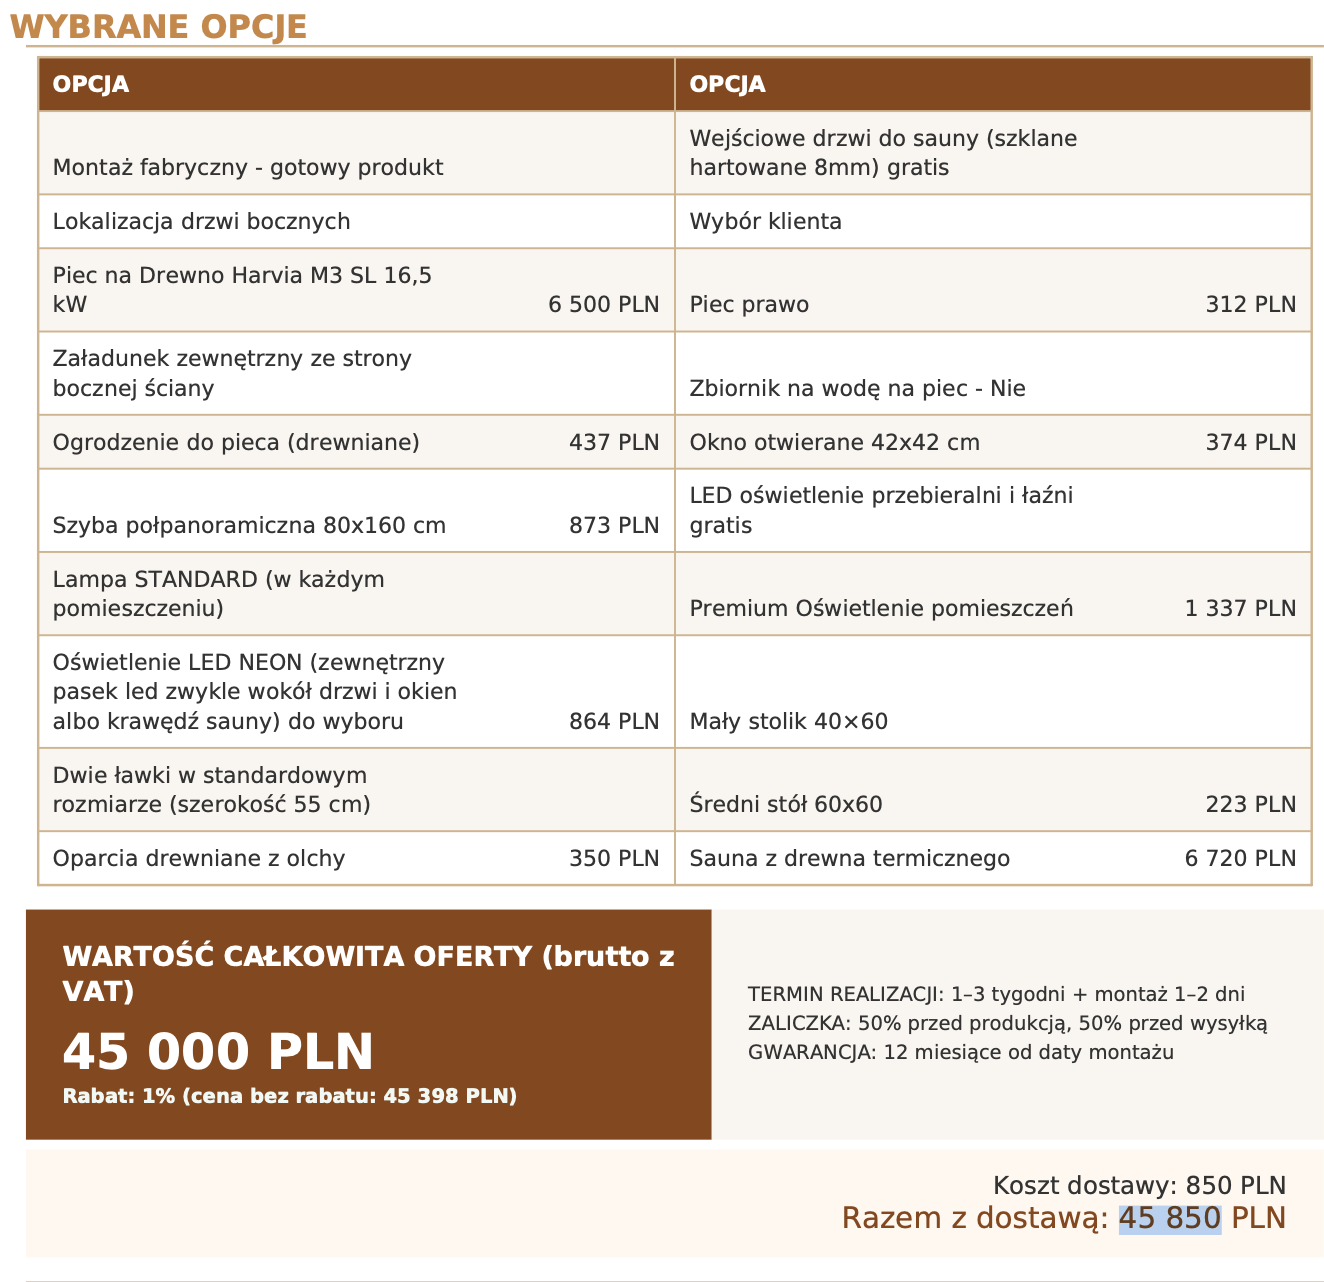 WYBRANE OPCJE
OPCJA
OPCJA
Montaż fabryczny - gotowy produkt
Wejściowe drzwi do sauny (szklane
hartowane 8mm) gratis
Lokalizacja drzwi bocznych
Wybór klienta
Piec na Drewno Harvia M3 SL 16,5
kW 6 500 PLN
Piec prawo 312 PLN
Załadunek zewnętrzny ze strony
bocznej ściany
Zbiornik na wodę na piec - Nie
Ogrodzenie do pieca (drewniane) 437 PLN
Okno otwierane 42x42 cm 374 PLN
Szyba połpanoramiczna 80x160 cm 873 PLN
LED oświetlenie przebieralni i łaźni
gratis
Lampa STANDARD (w każdym
pomieszczeniu)
Premium Oświetlenie pomieszczeń 1 337 PLN
Oświetlenie LED NEON (zewnętrzny
pasek led zwykle wokół drzwi i okien
albo krawędź sauny) do wyboru 864 PLN
Mały stolik 40×60
Dwie ławki w standardowym
rozmiarze (szerokość 55 cm)
Średni stół 60x60 223 PLN
Oparcia drewniane z olchy 350 PLN
Sauna z drewna termicznego 6 720 PLN
WARTOŚĆ CAŁKOWITA OFERTY (brutto z
VAT)
45 000 PLN
Rabat: 1% (cena bez rabatu: 45 398 PLN)
TERMIN REALIZACJI: 1–3 tygodni + montaż 1–2 dni
ZALICZKA: 50% przed produkcją, 50% przed wysyłką
GWARANCJA: 12 miesiące od daty montażu
Koszt dostawy: 850 PLN
Razem z dostawą: 45 850 PLN